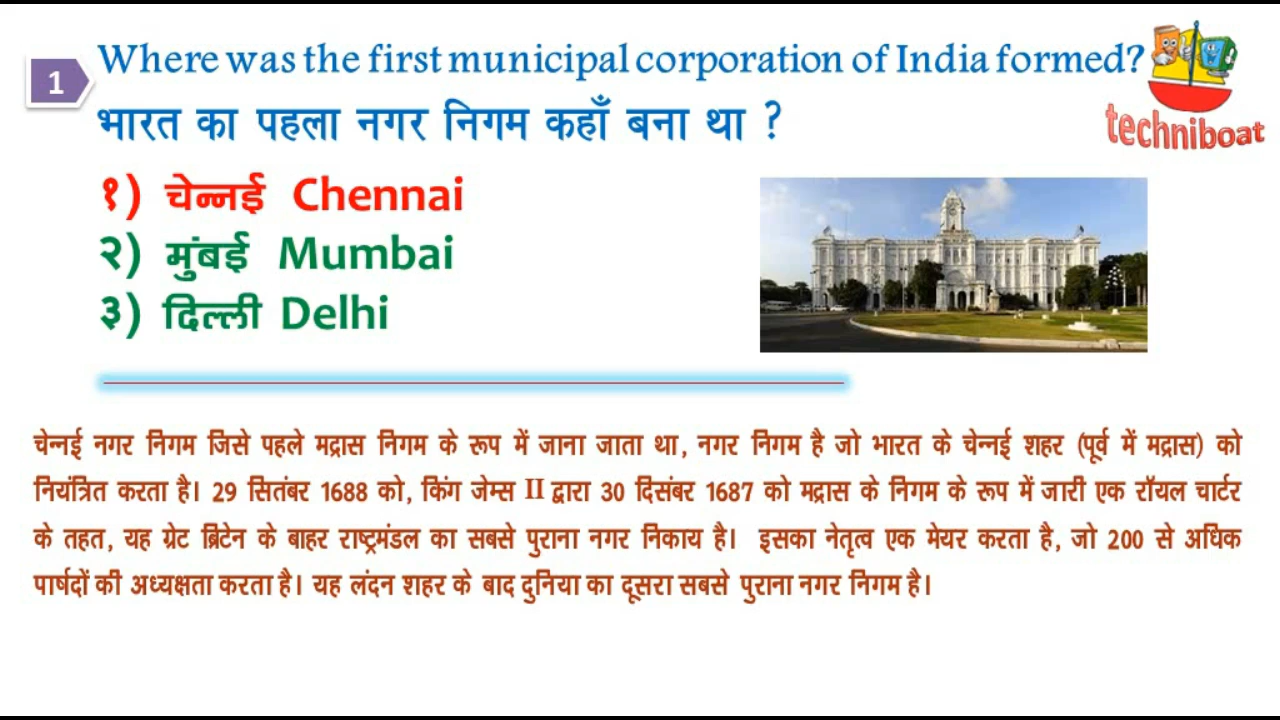 1
Where was the first municipal corporation of India formed?
भारत का पहला नगर निगम कहाँ बना था ?
techniboat
१) चेन्नई Chennai
२) मुंबई Mumbai
३) दिल्ली Delhi
चेन्नई नगर निगम जिसे पहले मद्रास निगम के रूप में जाना जाता था, नगर निगम है जो भारत के चेन्नई शहर (पूर्व में मद्रास) को
नियंत्रित करता है। 29 सितंबर 1688 को, किंग जेम्स II द्वारा 30 दिसंबर 1687 को मद्रास के निगम के रूप में जारी एक रॉयल चार्टर
के तहत, यह ग्रेट ब्रिटेन के बाहर राष्ट्रमंडल का सबसे पुराना नगर निकाय है। इसका नेतृत्व एक मेयर करता है, जो 200 से अधिक
पार्षदों की अध्यक्षता करता है। यह लंदन शहर के बाद दुनिया का दूसरा सबसे पुराना नगर निगम है।